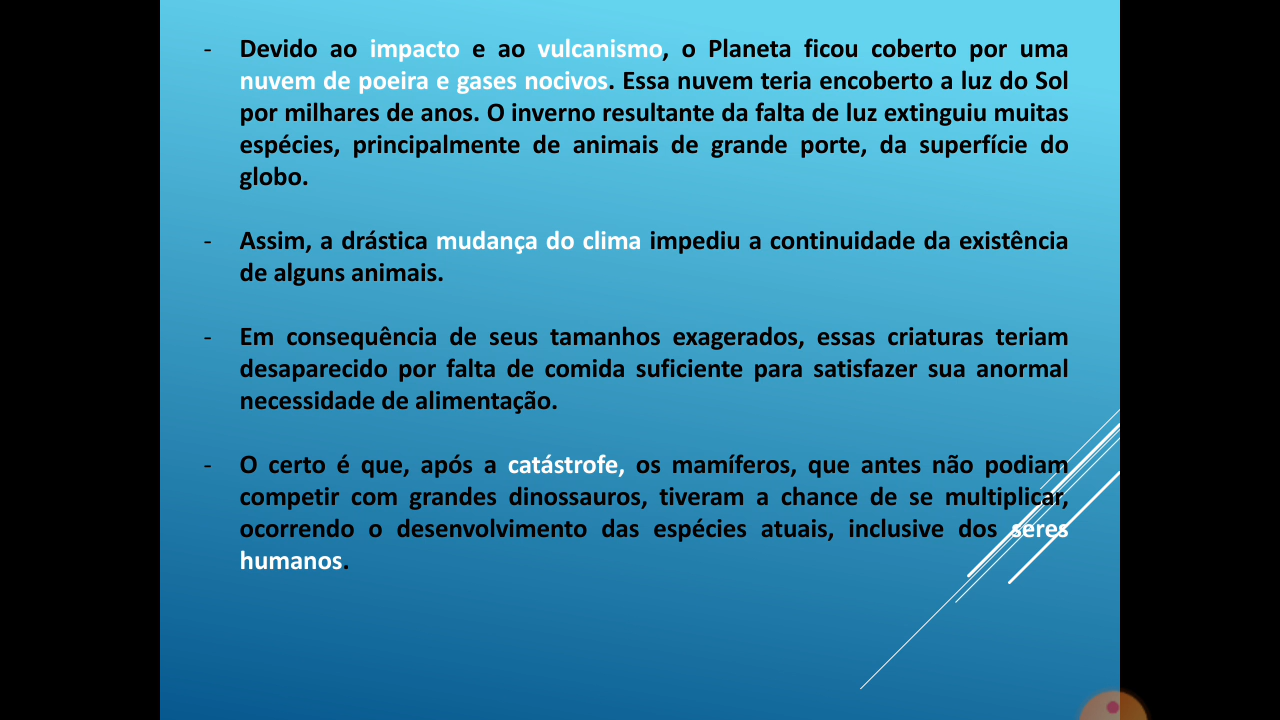 - Devido ao impacto e ao vulcanismo, o Planeta ficou coberto por uma
nuvem de poeira e gases nocivos. Essa nuvem teria encoberto a luz do Sol
por milhares de anos. O inverno resultante da falta de luz extinguiu muitas
espécies, principalmente de animais de grande porte, da superfície do
globo.
- Assim, a drástica mudança do clima impediu a continuidade da existência
de alguns animais.
- Em consequência de seus tamanhos exagerados, essas criaturas teriam
desaparecido por falta de comida suficiente para satisfazer sua anormal
necessidade de alimentação.
- O certo é que, após a catástrofe, os mamíferos, que antes não podiam
competir com grandes dinossauros, tiveram a chance de se multiplicar,
ocorrendo o desenvolvimento das espécies atuais, inclusive dos seres
humanos.